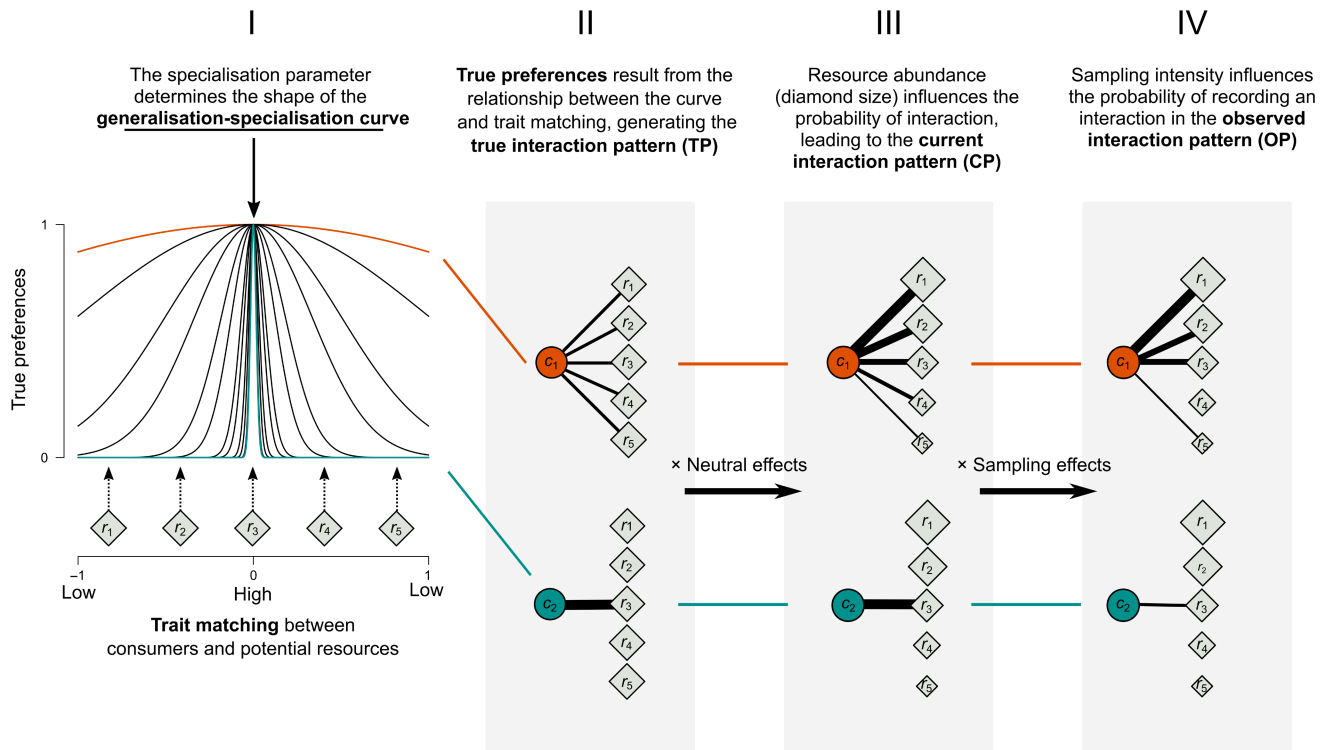 I
The specialisation parameter
determines the shape of the
generalisation-specialisation curve
1
True preferences
0
r1
r2
r3
r4
r5
−1
0
1
Low
High
Low
Trait matching between
consumers and potential resources
II
True preferences result from the
relationship between the curve
and trait matching, generating the
true interaction pattern (TP)
c1
r1
r2
r3
r4
r5
c2
r1
r2
r3
r4
r5
× Neutral effects
III
Resource abundance
(diamond size) influences the
probability of interaction,
leading to the current
interaction pattern (CP)
c1
r1
r2
r3
r4
r5
c2
r1
r2
r3
r4
r5
× Sampling effects
IV
Sampling intensity influences
the probability of recording an
interaction in the observed
interaction pattern (OP)
c1
r1
r2
r3
r4
r5
c2
r1
r2
r3
r4
r5